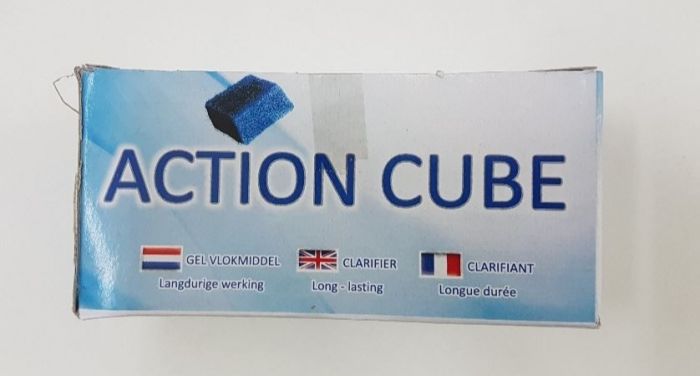 ACTION CUBE
GEL VLOKMIDDEL
Langdurige werking
CLARIFIER
Long - lasting
CLARIFIANT
Longue durée